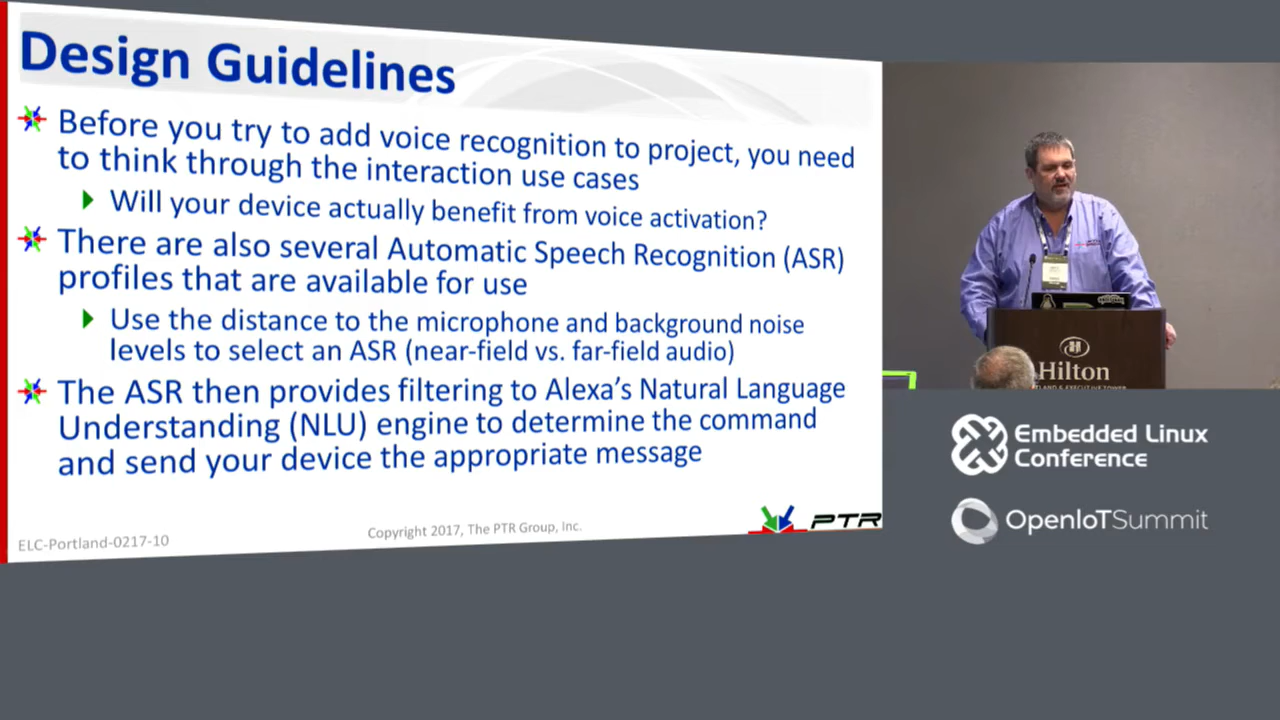 Design Guidelines
Before you try to add voice recognition to project, you need
to think through the interaction use cases
Will your device actually benefit from voice activation?
There are also several Automatic Speech Recognition (ASR)
profiles that are available for use
Use the distance to the microphone and background noise
levels to select an ASR (near-field vs. far-field audio)
The ASR then provides filtering to Alexa's Natural Language
Understanding (NLU) engine to determine the command
and send your device the appropriate message
ELC-Portland-0217-10
Copyright 2017, The PTR Group, Inc.
PTR
Hilton
& EXECUTIVE TOWER
Embedded Linux
Conference
OpenIoTSummit